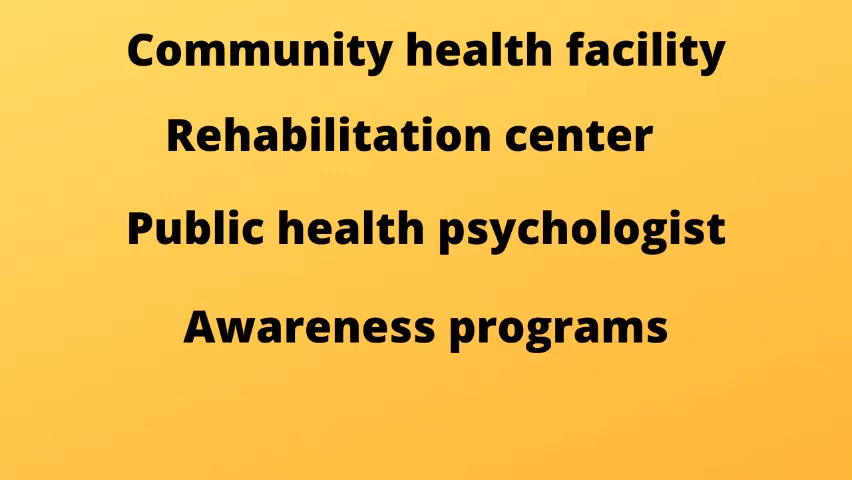 Community health facility
Rehabilitation center
Public health psychologist
Awareness programs